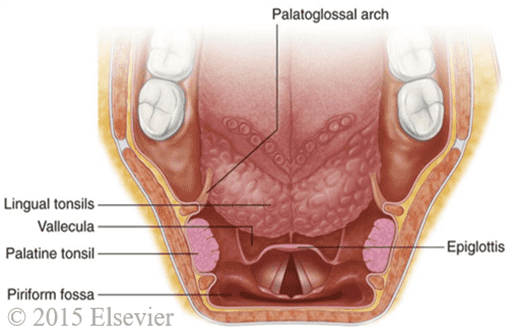 Palatoglossal arch
Lingual tonsils
Vallecula
Palatine tonsil
Epiglottis
Piriform fossa
© 2015 Elsevier